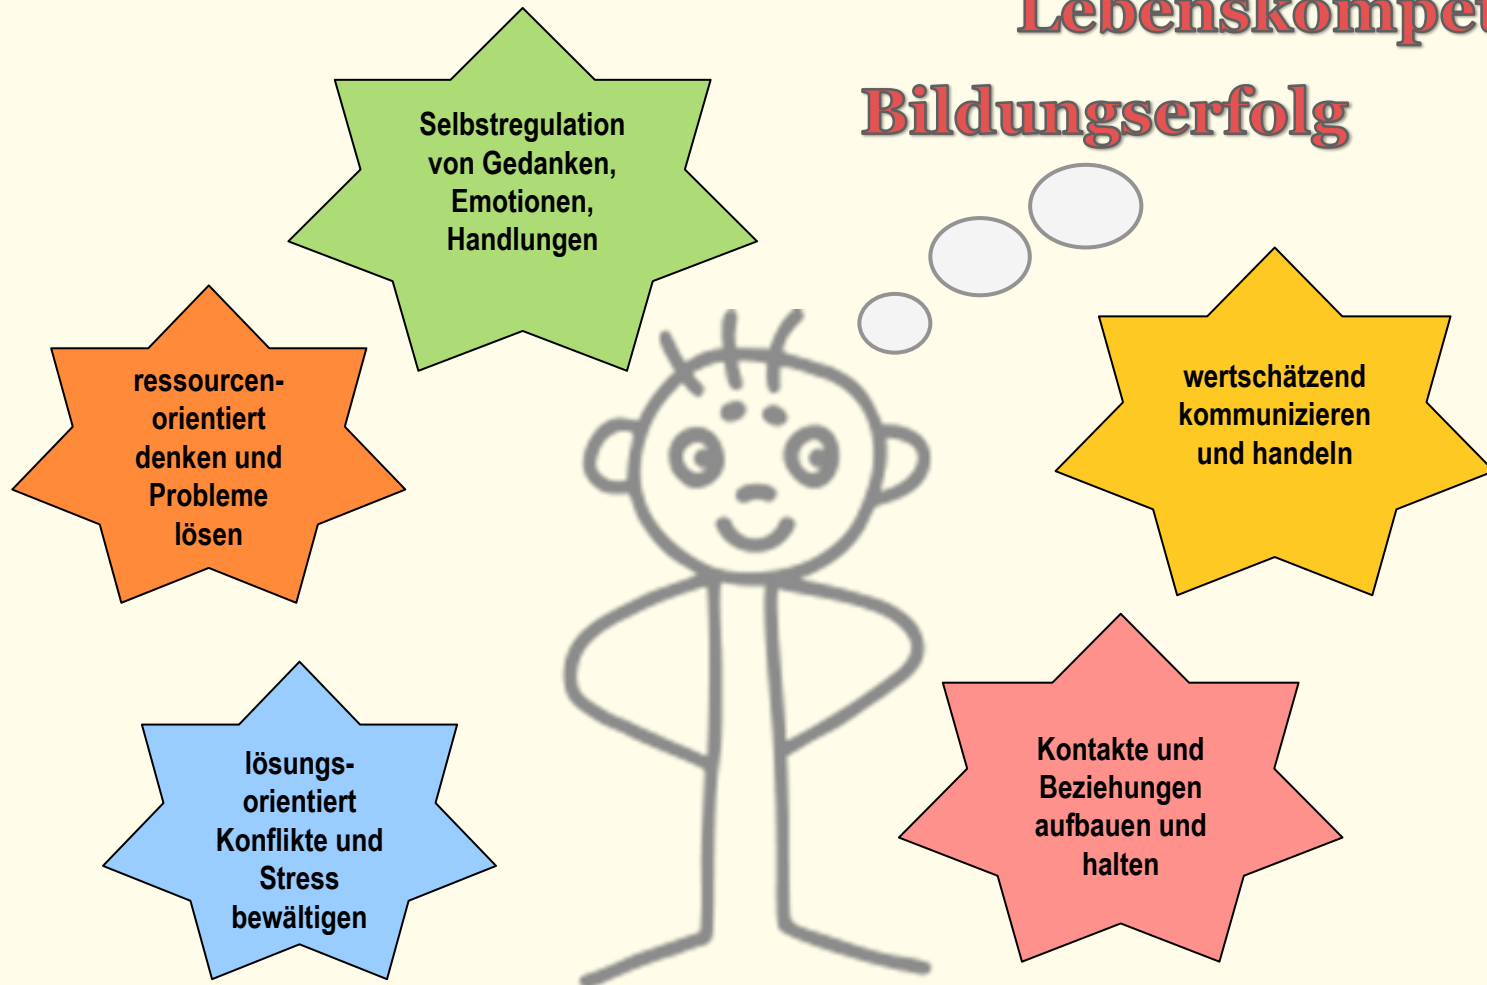 Bildungserfolg
Selbstregulation
von Gedanken,
Emotionen,
Handlungen
ressourcen-
orientiert
denken und
Probleme
lösen
wertschätzend
kommunizieren
und handeln
lösungs-
orientiert
Konflikte und
Stress
bewältigen
Kontakte und
Beziehungen
aufbauen und
halten